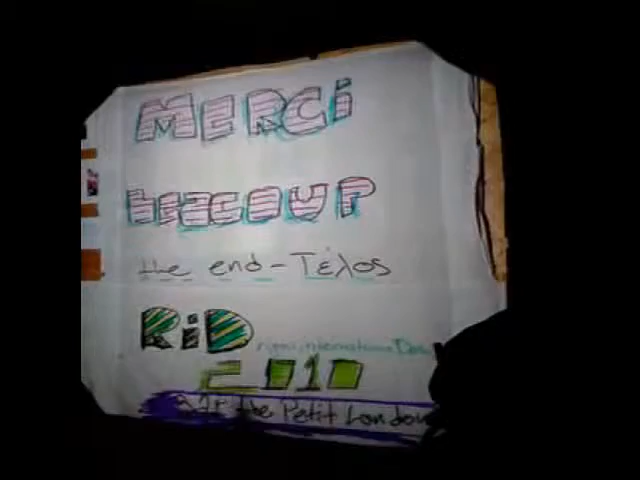 MERCi
beacoup
the end - Τέλος
RiD
2010
the Petit London